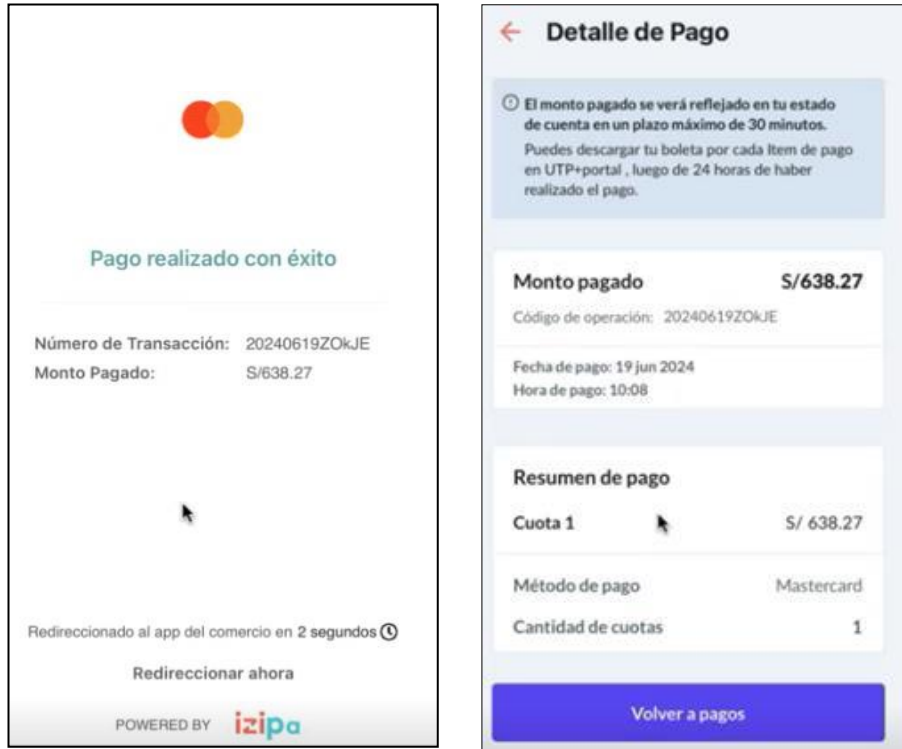 Pago realizado con éxito
Número de Transacción: 20240619ZOkJE
Monto Pagado: S/638.27
Redireccionado al app del comercio en 2 segundos
Redireccionar ahora
POWERED BY izipa
Detalle de Pago
El monto pagado se verá reflejado en tu estado
de cuenta en un plazo máximo de 30 minutos.
Puedes descargar tu boleta por cada Item de pago
en UTP+portal , luego de 24 horas de haber
realizado el pago.
Monto pagado S/638.27
Código de operación: 20240619ZOkJE
Fecha de pago: 19 jun 2024
Hora de pago: 10:08
Resumen de pago
Cuota 1 S/ 638.27
Método de pago Mastercard
Cantidad de cuotas 1
Volver a pagos